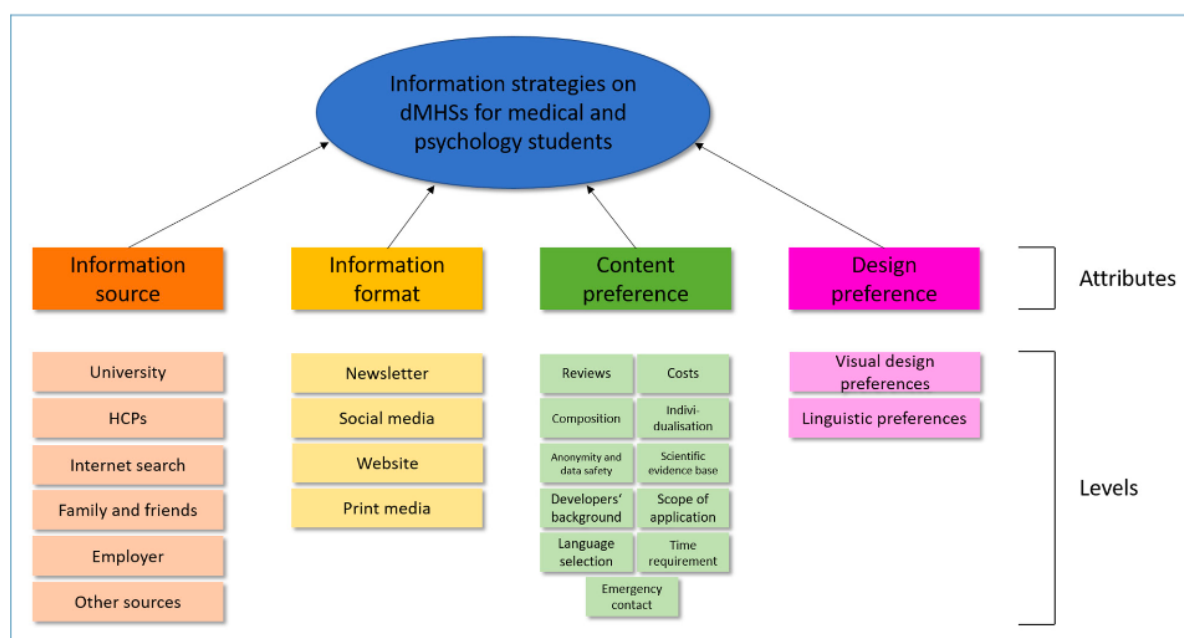 Information strategies on
dMHSs for medical and
psychology students
Information
source
Information
format
Content
preference
Design
preference
Attributes
University
HCPs
Internet search
Family and friends
Employer
Other sources
Newsletter
Social media
Website
Print media
Reviews
Costs
Composition
Indivi-
dualisation
Anonymity and
data safety
Scientific
evidence base
Developers‘
background
Scope of
application
Language
selection
Time
requirement
Emergency
contact
Visual design
preferences
Linguistic preferences
Levels